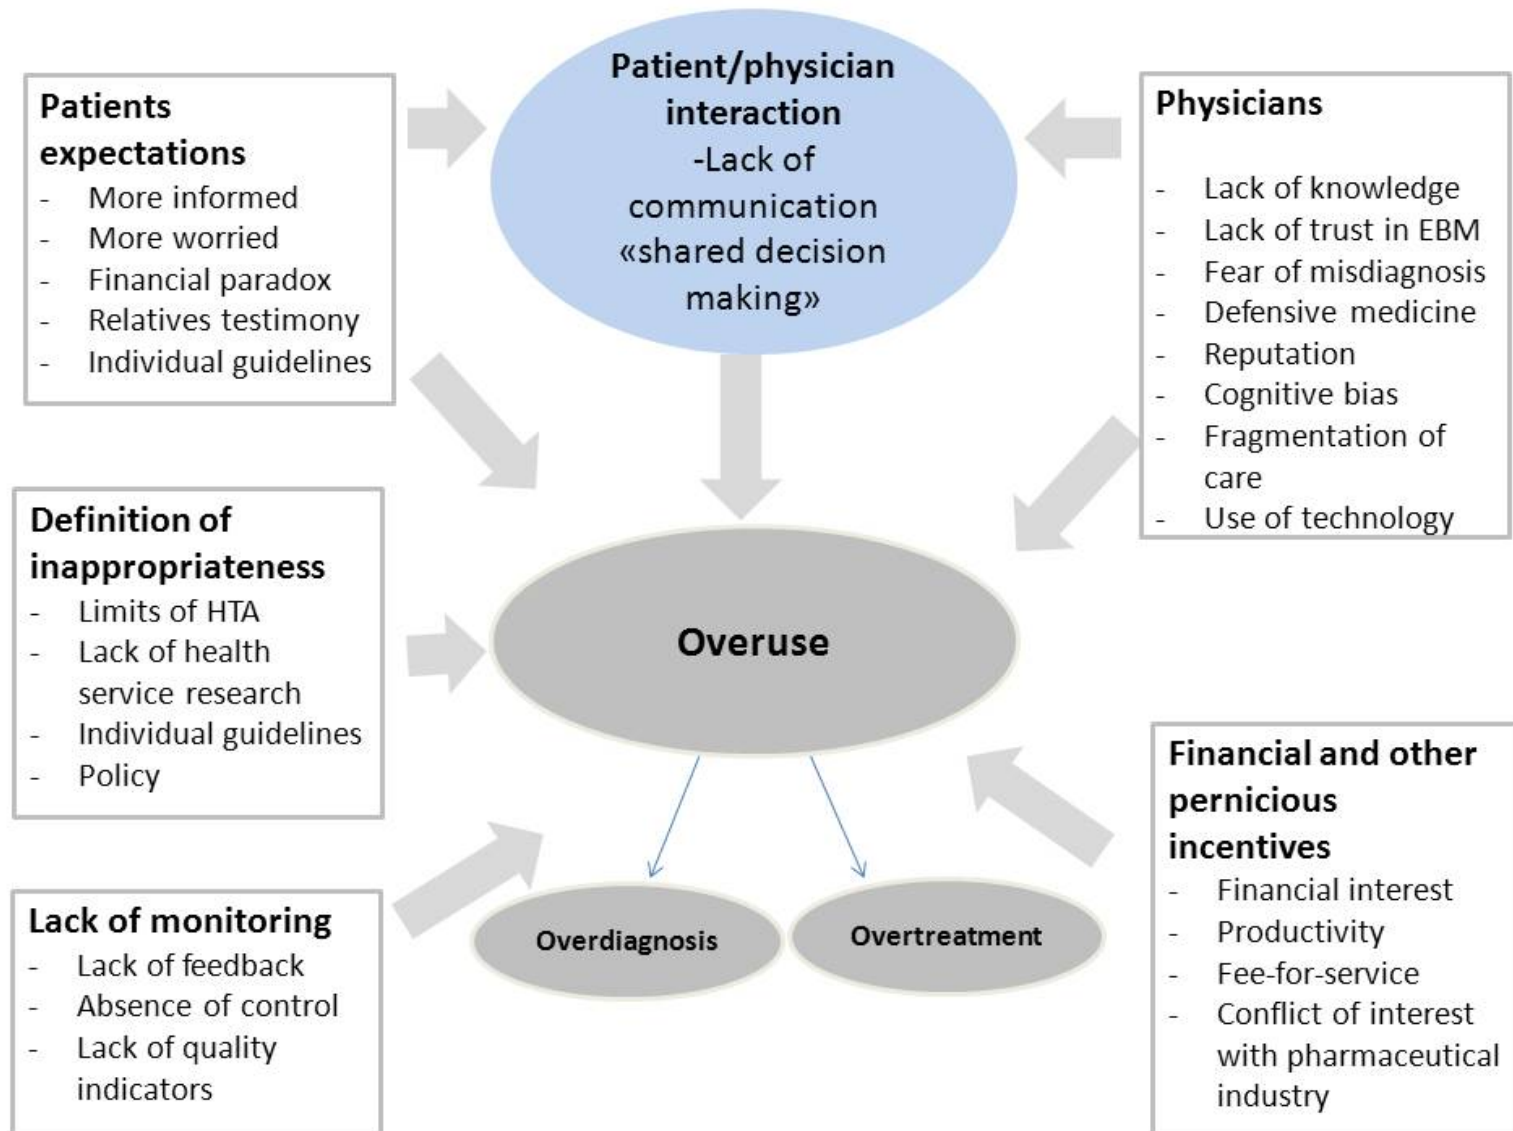 Patient/physician
interaction
-Lack of
communication
«shared decision
making»
Patients
expectations
- More informed
- More worried
- Financial paradox
- Relatives testimony
- Individual guidelines
Physicians
- Lack of knowledge
- Lack of trust in EBM
- Fear of misdiagnosis
- Defensive medicine
- Reputation
- Cognitive bias
- Fragmentation of
care
- Use of technology
Definition of
inappropriateness
- Limits of HTA
- Lack of health
service research
- Individual guidelines
- Policy
Overuse
Financial and other
pernicious
incentives
- Financial interest
- Productivity
- Fee-for-service
- Conflict of interest
with pharmaceutical
industry
Lack of monitoring
- Lack of feedback
- Absence of control
- Lack of quality
indicators
Overdiagnosis
Overtreatment